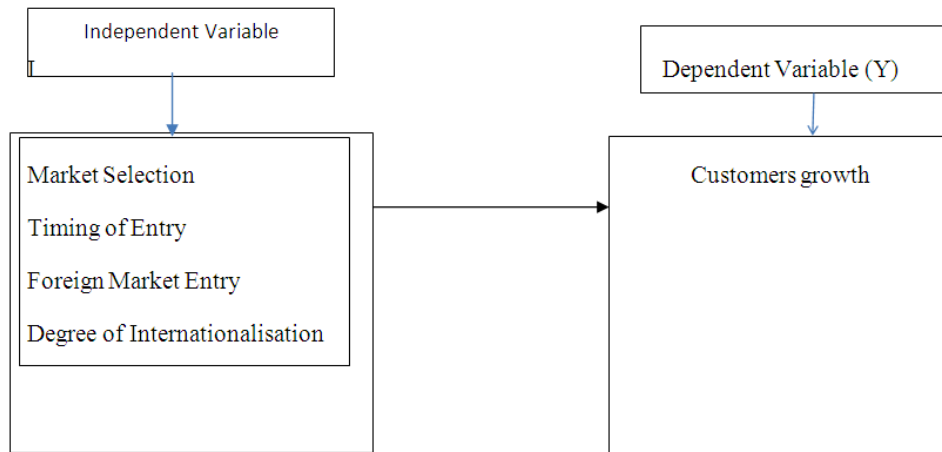 Independent Variable
I
Dependent Variable (Y)
Market Selection
Timing of Entry
Foreign Market Entry
Degree of Internationalisation
Customers growth